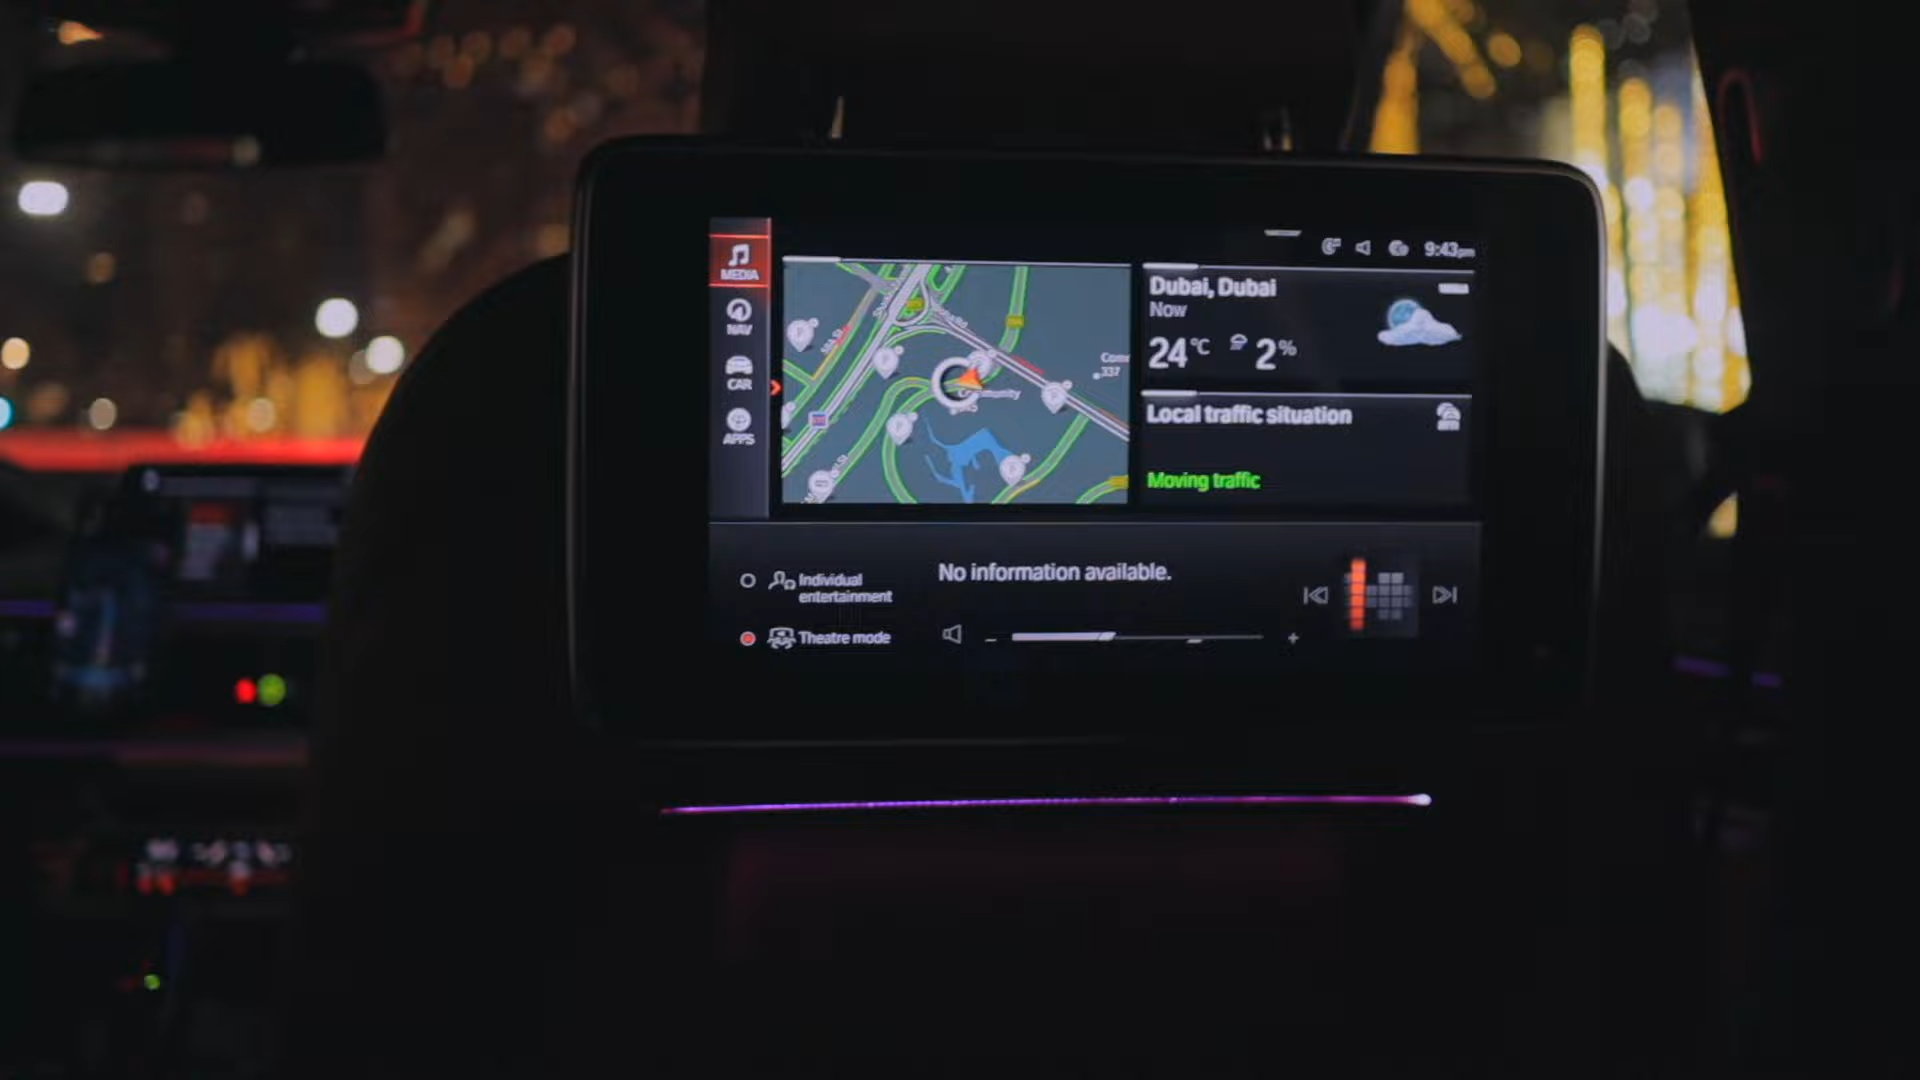 9:43pm
MEDIA
NAV
CAR
APPS
Dubai, Dubai
Now
24°C 2%
337
Local traffic situation
Moving traffic
Individual
entertainment
No information available.
Theatre mode
- +